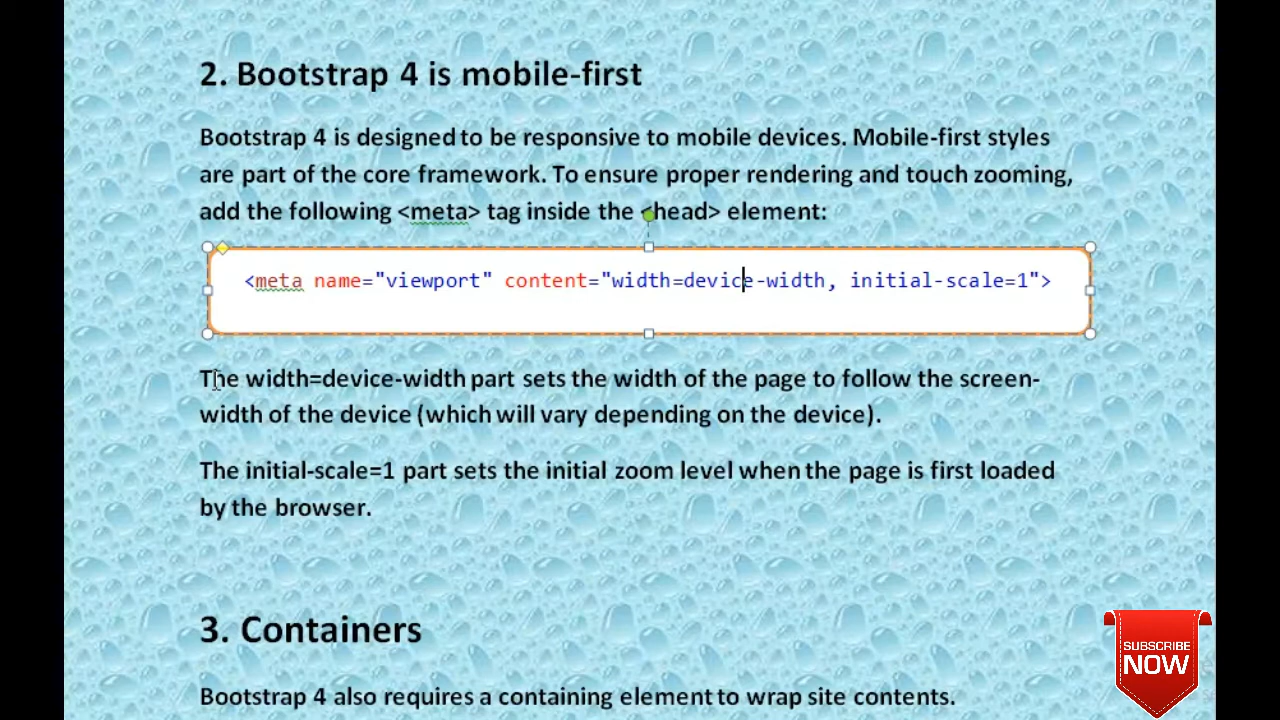 2. Bootstrap 4 is mobile-first
Bootstrap 4 is designed to be responsive to mobile devices. Mobile-first styles
are part of the core framework. To ensure proper rendering and touch zooming,
add the following <meta> tag inside the <head> element:
<meta name="viewport" content="width=device-width, initial-scale=1">
The width=device-width part sets the width of the page to follow the screen-
width of the device (which will vary depending on the device).
The initial-scale=1 part sets the initial zoom level when the page is first loaded
by the browser.
3. Containers
SUBSCRIBE
NOW
Bootstrap 4 also requires a containing element to wrap site contents.